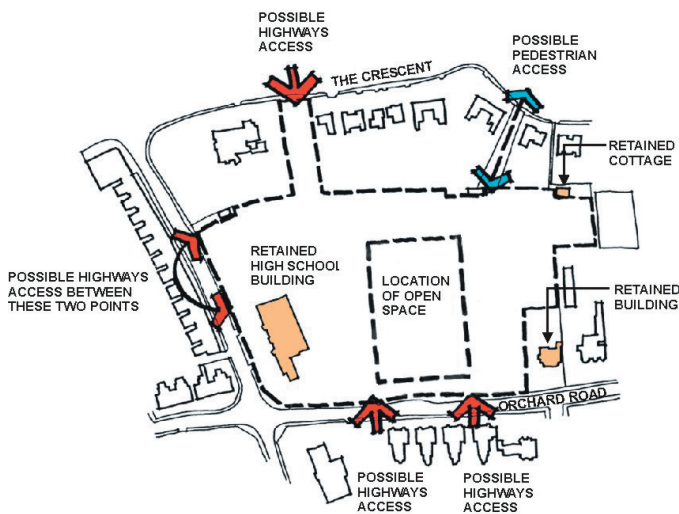 POSSIBLE
HIGHWAYS
ACCESS
THE CRESCENT
POSSIBLE
PEDESTRIAN
ACCESS
RETAINED
COTTAGE
POSSIBLE HIGHWAYS
ACCESS BETWEEN
THESE TWO POINTS
RETAINED
HIGH SCHOOL
BUILDING
LOCATION
OF OPEN
SPACE
RETAINED
BUILDING
ORCHARD ROAD
POSSIBLE
HIGHWAYS
ACCESS
POSSIBLE
HIGHWAYS
ACCESS